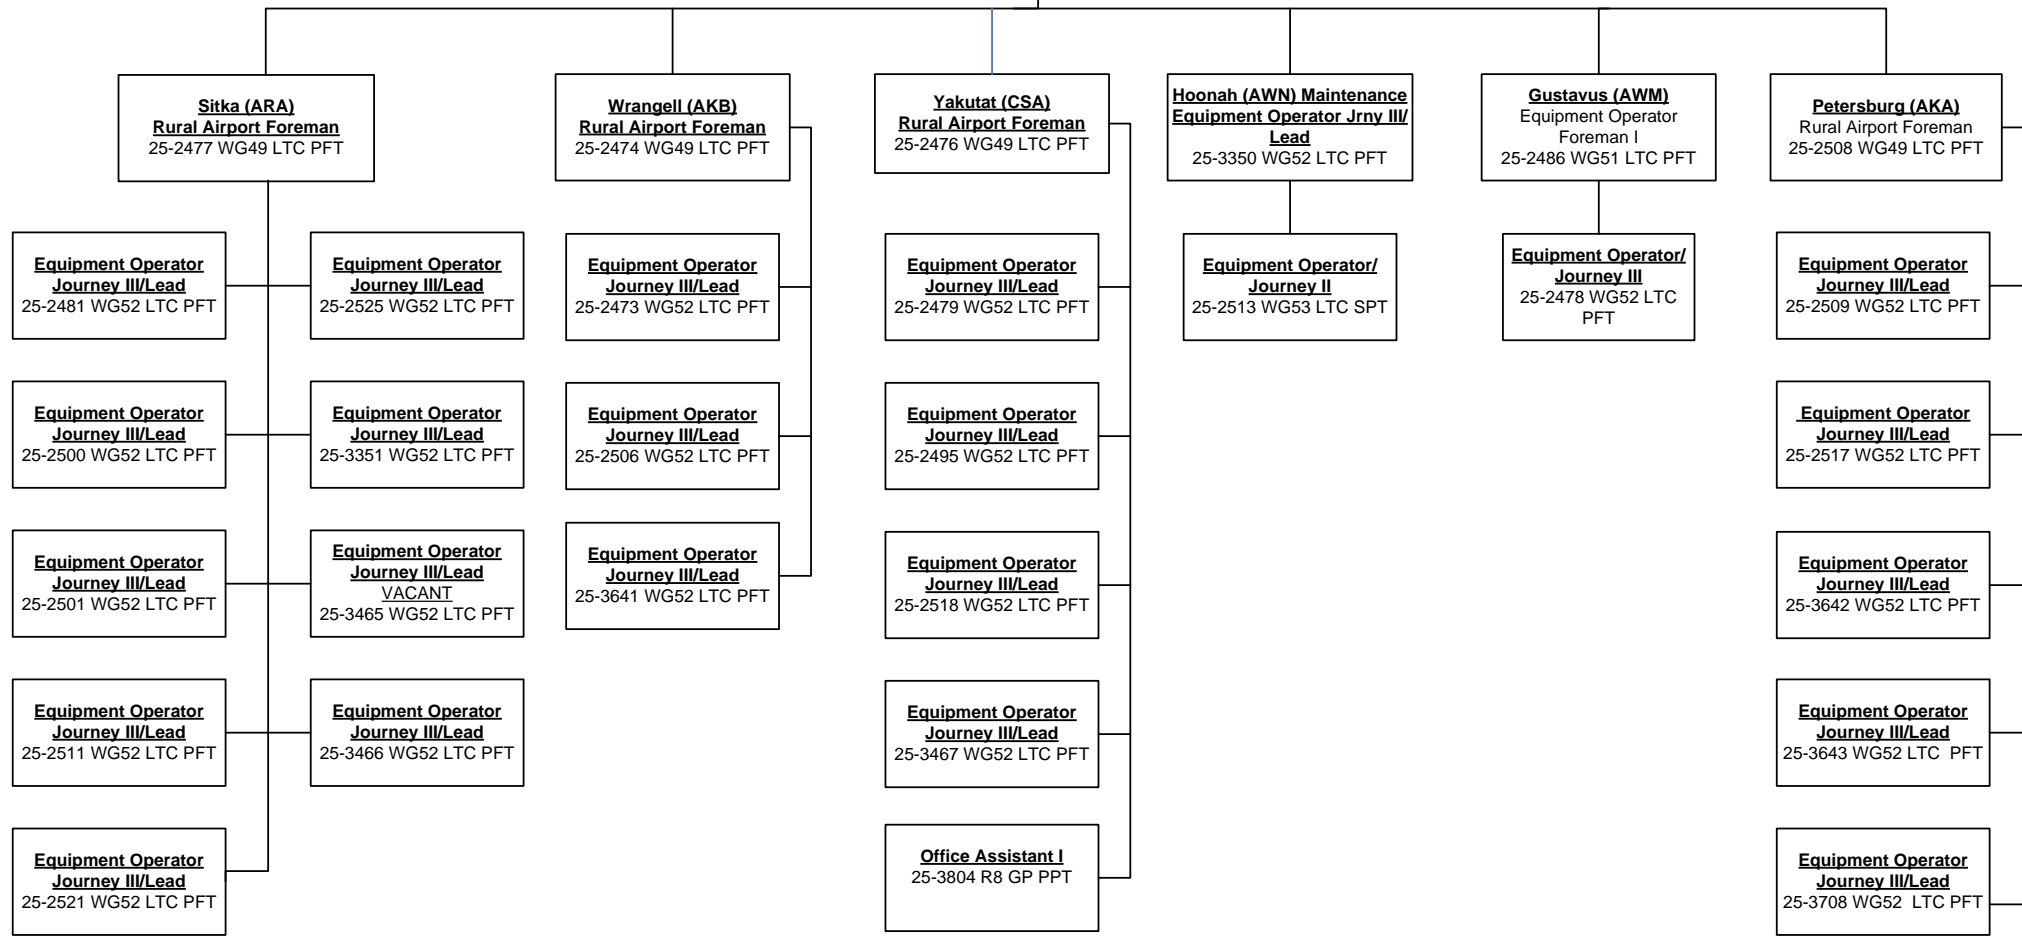 Sitka (ARA)
Rural Airport Foreman
25-2477 WG49 LTC PFT
Wrangell (AKB)
Rural Airport Foreman
25-2474 WG49 LTC PFT
Yakutat (CSA)
Rural Airport Foreman
25-2476 WG49 LTC PFT
Hoonah (AWN) Maintenance
Equipment Operator Jrny III/
Lead
25-3350 WG52 LTC PFT
Gustavus (AWM)
Equipment Operator
Foreman I
25-2486 WG51 LTC PFT
Petersburg (AKA)
Rural Airport Foreman
25-2508 WG49 LTC PFT
Equipment Operator
Journey III/Lead
25-2481 WG52 LTC PFT
Equipment Operator
Journey III/Lead
25-2525 WG52 LTC PFT
Equipment Operator
Journey III/Lead
25-2473 WG52 LTC PFT
Equipment Operator
Journey III/Lead
25-2479 WG52 LTC PFT
Equipment Operator/
Journey II
25-2513 WG53 LTC SPT
Equipment Operator/
Journey III
25-2478 WG52 LTC
PFT
Equipment Operator
Journey III/Lead
25-2509 WG52 LTC PFT
Equipment Operator
Journey III/Lead
25-2500 WG52 LTC PFT
Equipment Operator
Journey III/Lead
25-3351 WG52 LTC PFT
Equipment Operator
Journey III/Lead
25-2506 WG52 LTC PFT
Equipment Operator
Journey III/Lead
25-2495 WG52 LTC PFT
Equipment Operator
Journey III/Lead
25-2517 WG52 LTC PFT
Equipment Operator
Journey III/Lead
25-2501 WG52 LTC PFT
Equipment Operator
Journey III/Lead
VACANT
25-3465 WG52 LTC PFT
Equipment Operator
Journey III/Lead
25-3641 WG52 LTC PFT
Equipment Operator
Journey III/Lead
25-2518 WG52 LTC PFT
Equipment Operator
Journey III/Lead
25-3642 WG52 LTC PFT
Equipment Operator
Journey III/Lead
25-2511 WG52 LTC PFT
Equipment Operator
Journey III/Lead
25-3466 WG52 LTC PFT
Equipment Operator
Journey III/Lead
25-3467 WG52 LTC PFT
Equipment Operator
Journey III/Lead
25-3643 WG52 LTC PFT
Equipment Operator
Journey III/Lead
25-2521 WG52 LTC PFT
Office Assistant I
25-3804 R8 GP PPT
Equipment Operator
Journey III/Lead
25-3708 WG52 LTC PFT